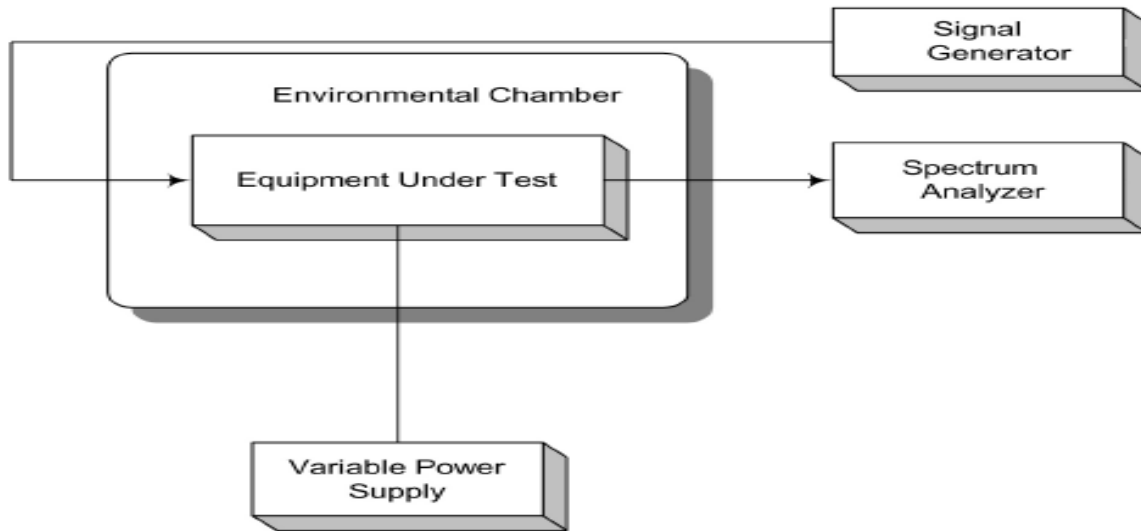 Signal
Generator
Environmental Chamber
Equipment Under Test
Spectrum
Analyzer
Variable Power
Supply